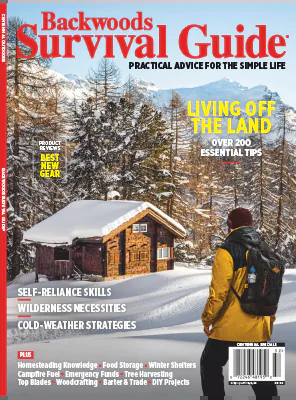 Backwoods
Survival Guide
PRACTICAL ADVICE FOR THE SIMPLE LIFE
LIVING OFF
THE LAND
OVER 200
ESSENTIAL TIPS
PRODUCT
REVIEWS
BEST
NEW
GEAR
SELF-RELIANCE SKILLS
WILDERNESS NECESSITIES
COLD-WEATHER STRATEGIES
PLUS
Homesteading Knowledge • Food Storage • Winter Shelters
Campfire Fuel • Emergency Funds • Tree Harvesting
Top Blades • Woodcrafting • Barter & Trade • DIY Projects
CENTENNIAL SPECIALS